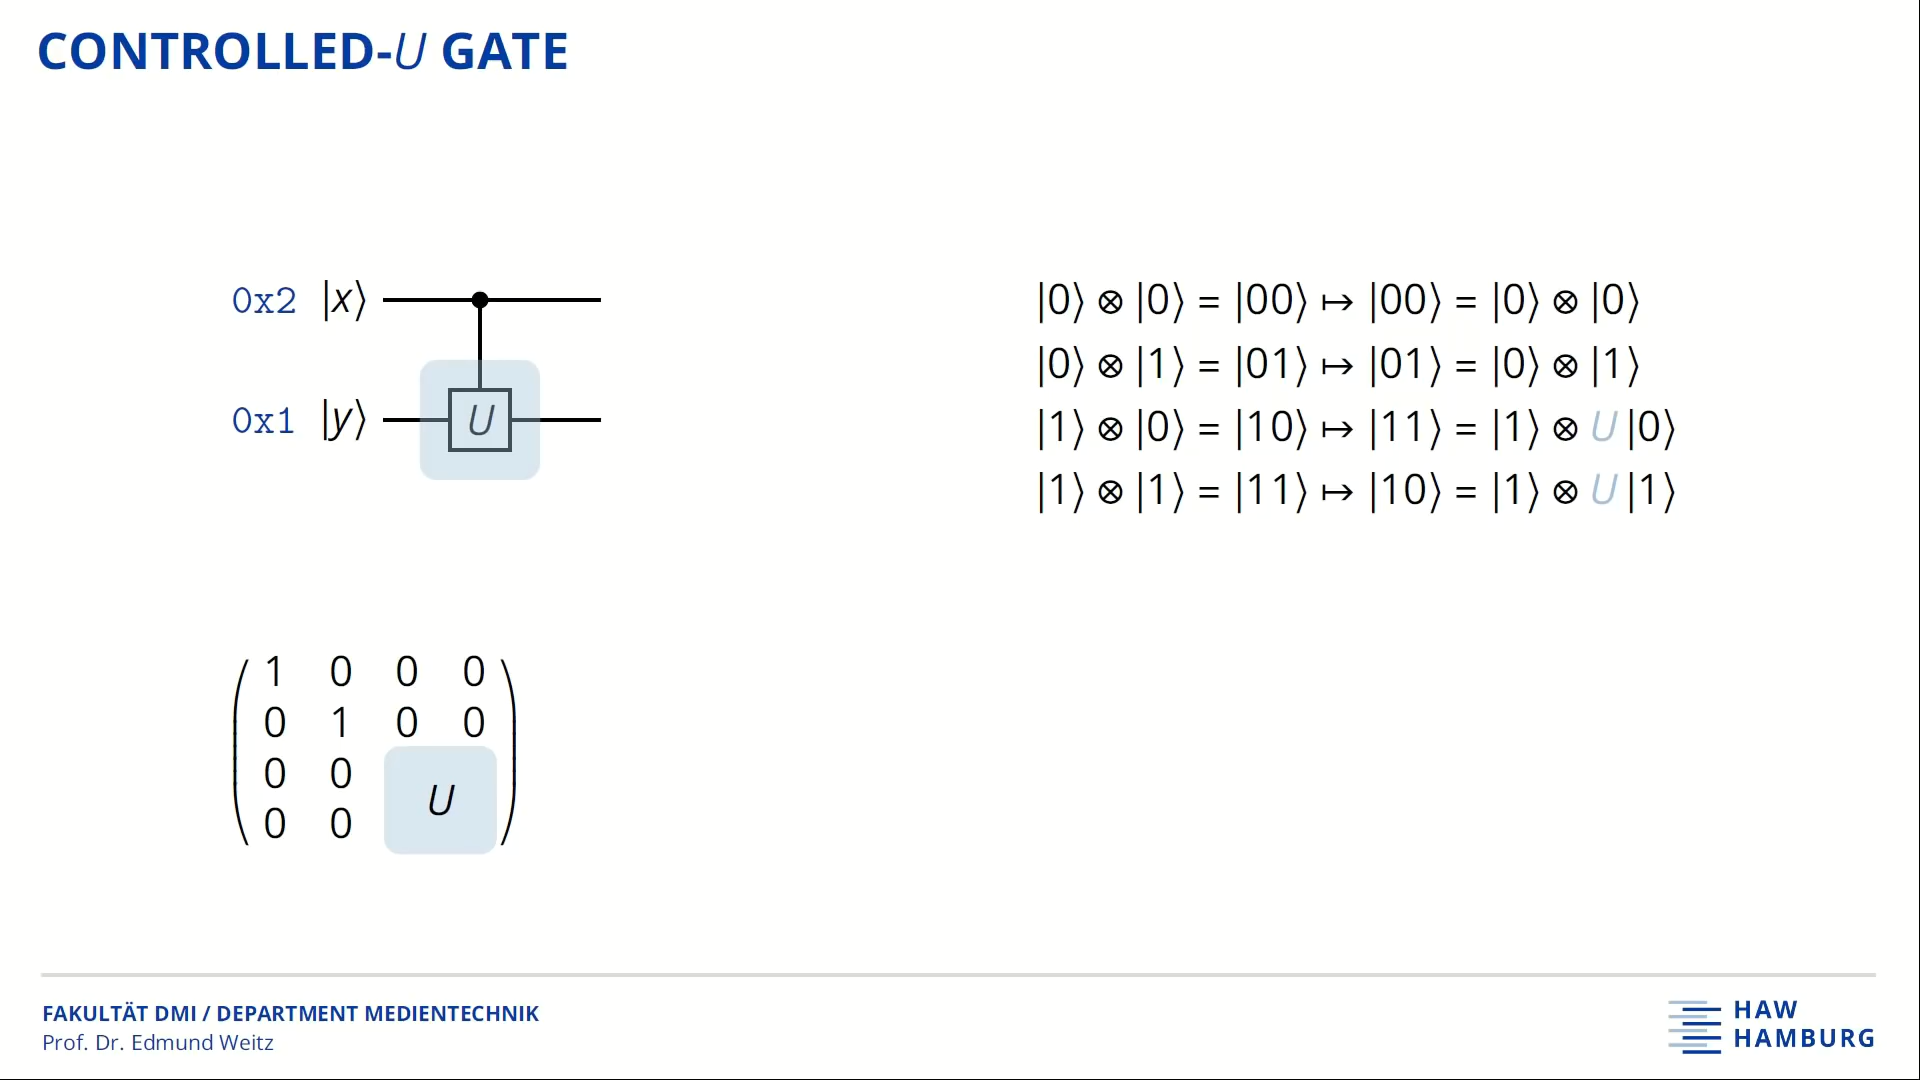 CONTROLLED-U GATE
0x2 |x⟩
U
0x1 |y⟩
|0⟩ ⊗ |0⟩ = |00⟩ ↦ |00⟩ = |0⟩ ⊗ |0⟩
|0⟩ ⊗ |1⟩ = |01⟩ ↦ |01⟩ = |0⟩ ⊗ |1⟩
|1⟩ ⊗ |0⟩ = |10⟩ ↦ |11⟩ = |1⟩ ⊗ U |0⟩
|1⟩ ⊗ |1⟩ = |11⟩ ↦ |10⟩ = |1⟩ ⊗ U |1⟩
1 0 0 0
0 1 0 0
0 0
U
0 0
FAKULTÄT DMI / DEPARTMENT MEDIENTECHNIK
Prof. Dr. Edmund Weitz
HAW
HAMBURG